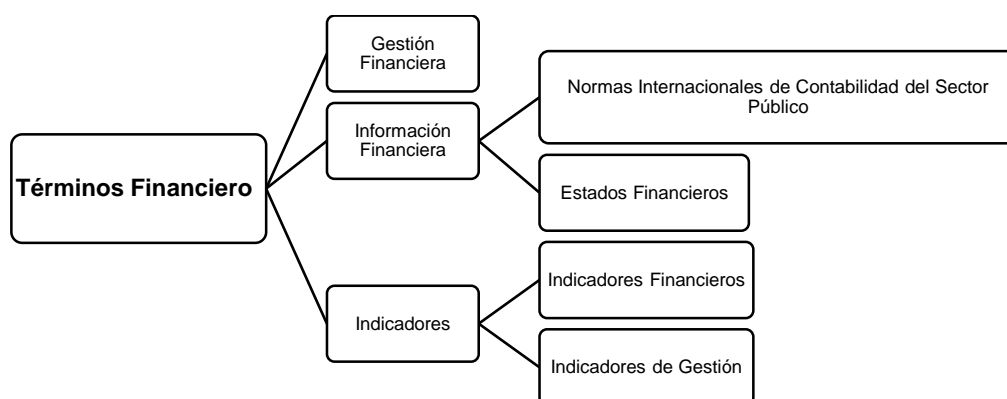 Términos Financiero
Gestión
Financiera
Información
Financiera
Normas Internacionales de Contabilidad del Sector
Público
Estados Financieros
Indicadores
Indicadores Financieros
Indicadores de Gestión